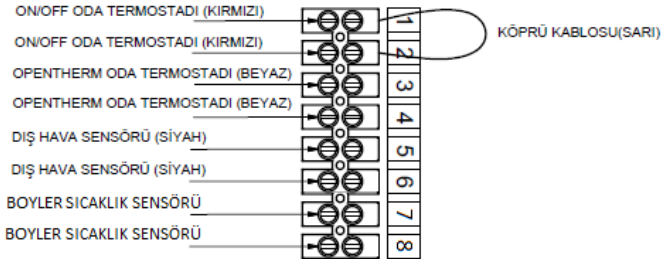 ON/OFF ODA TERMOSTADI (KIRMIZI)
1
KÖPRÜ KABLOSU(SARI)
ON/OFF ODA TERMOSTADI (KIRMIZI)
2
OPENTHERM ODA TERMOSTADI (BEYAZ)
3
OPENTHERM ODA TERMOSTADI (BEYAZ)
4
DIŞ HAVA SENSÖRÜ (SİYAH)
5
DIŞ HAVA SENSÖRÜ (SİYAH)
6
BOYLER SICAKLIK SENSÖRÜ
7
BOYLER SICAKLIK SENSÖRÜ
8